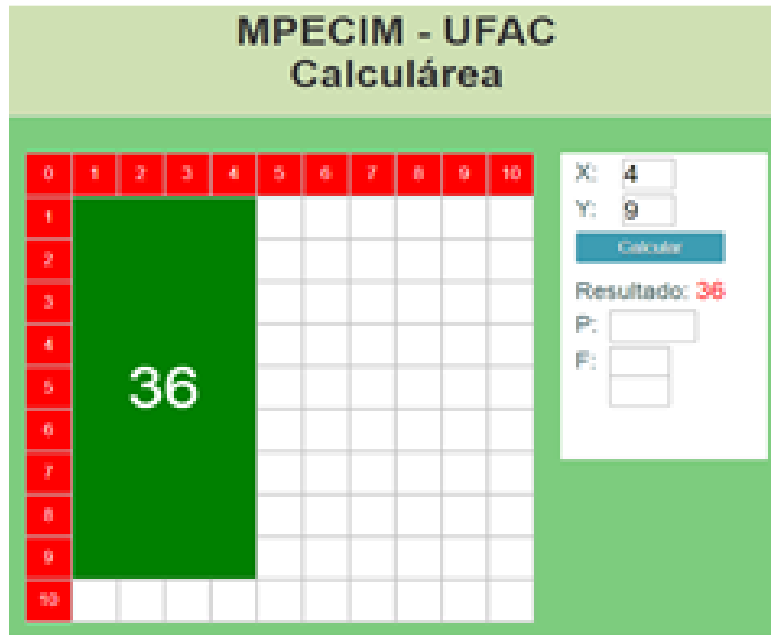 MPECIM - UFAC
Calculárea
0 1 2 3 4 5 6 7 8 9 10
1
2
3
4
5
6
7
8
9
10
36
X: 4
Y: 9
Calcular
Resultado: 36
P:
F: